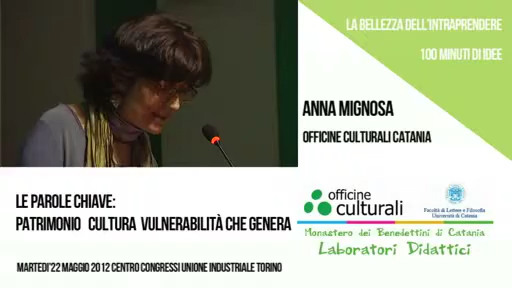 LA BELLEZZA DELL'INTRAPRENDERE
100 MINUTI DI IDEE
ANNA MIGNOSA
OFFICINE CULTURALI CATANIA
LE PAROLE CHIAVE:
PATRIMONIO CULTURA VULNERABILITÀ CHE GENERA
officine
culturali
Facoltà di Lettere e Filosofia
Università di Catania
Monastero dei Benedettini di Catania
Laboratori Didattici
MARTEDI'22 MAGGIO 2012 CENTRO CONGRESSI UNIONE INDUSTRIALE TORINO